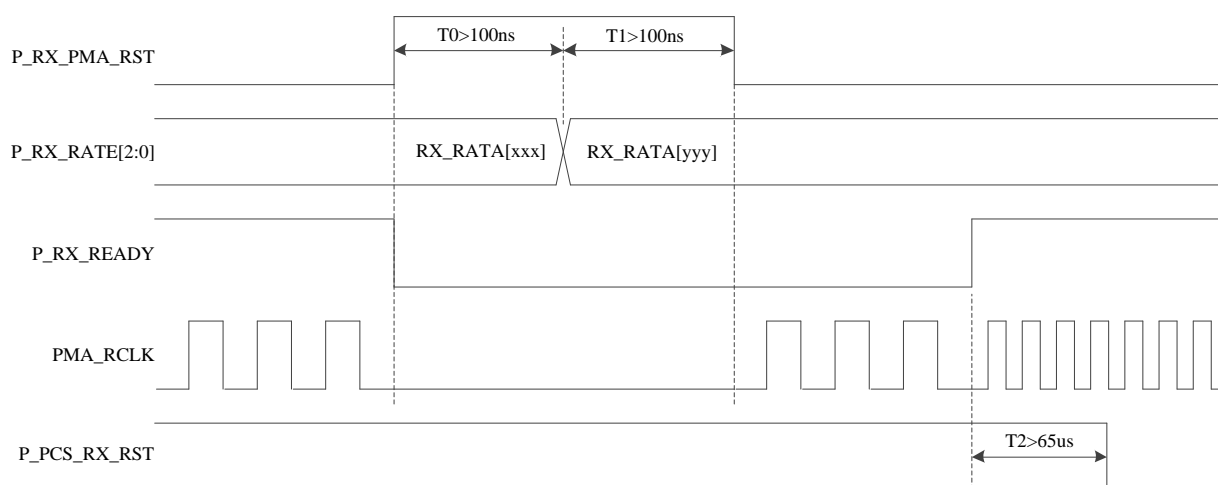 T0>100ns T1>100ns
P_RX_PMA_RST
P_RX_RATE[2:0] RX_RATA[xxx] RX_RATA[yyy]
P_RX_READY
PMA_RCLK
P_PCS_RX_RST T2>65us